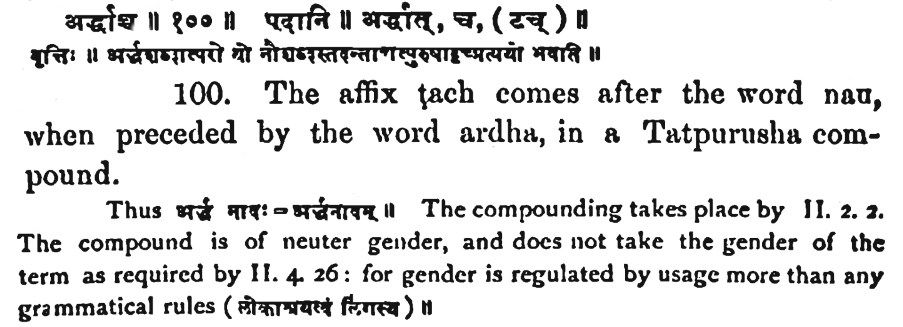 अर्द्धाच्च ॥ १०० ॥ पदानि ॥ अर्द्धात्, च, ( टच् ) ॥
वृत्तिः ॥ अर्द्धशब्दात्परो यो नौशब्दस्तदन्तात्तत्पुरुषाट्टच्प्रत्ययो भवति ॥
100. The affix ṭach comes after the word nau,
when preceded by the word ardha, in a Tatpurusha com-
pound.
Thus अर्द्धं नावः = अर्द्धनावम् ॥ The compounding takes place by II. 2. 2.
The compound is of neuter gender, and does not take the gender of the
term as required by II. 4. 26 : for gender is regulated by usage more than any
grammatical rules ( लोकाश्रयत्वं लिंगस्य ) ॥